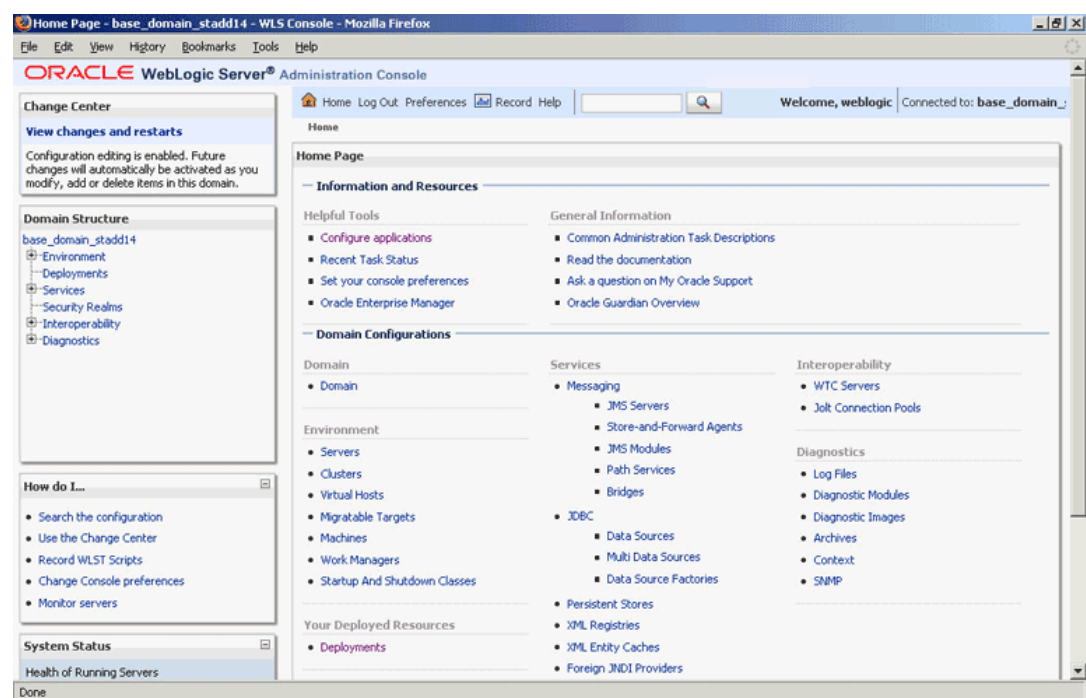 Home Page - base_domain_stadd14 - WLS Console - Mozilla Firefox
File Edit View History Bookmarks Tools Help
ORACLE WebLogic Server® Administration Console
Change Center
View changes and restarts
Configuration editing is enabled. Future
changes will automatically be activated as you
modify, add or delete items in this domain.
Domain Structure
base_domain_stadd14
Environment
Deployments
Services
Security Realms
Interoperability
Diagnostics
How do I...
Search the configuration
Use the Change Center
Record WLST Scripts
Change Console preferences
Monitor servers
System Status
Health of Running Servers
Home Log Out Preferences Record Help
Welcome, weblogic Connected to: base_domain_
Home
Home Page
Information and Resources
Helpful Tools
Configure applications
Recent Task Status
Set your console preferences
Oracle Enterprise Manager
General Information
Common Administration Task Descriptions
Read the documentation
Ask a question on My Oracle Support
Oracle Guardian Overview
Domain Configurations
Domain
Domain
Environment
Servers
Clusters
Virtual Hosts
Migratable Targets
Machines
Work Managers
Startup And Shutdown Classes
Your Deployed Resources
Deployments
Services
Messaging
JMS Servers
Store-and-Forward Agents
JMS Modules
Path Services
Bridges
JDBC
Data Sources
Multi Data Sources
Data Source Factories
Persistent Stores
XML Registries
XML Entity Caches
Foreign JNDI Providers
Interoperability
WTC Servers
Jolt Connection Pools
Diagnostics
Log Files
Diagnostic Modules
Diagnostic Images
Archives
Context
SNMP
Done